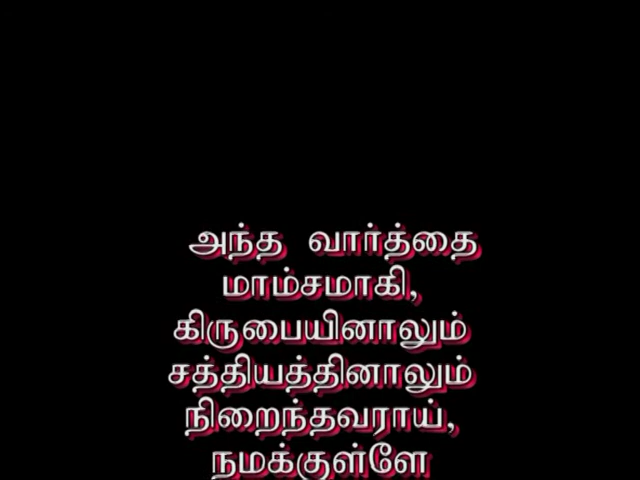 அந்த வார்த்தை
மாம்சமாகி,
கிருபையினாலும்
சத்தியத்தினாலும்
நிறைந்தவராய்,
நமக்குள்ளே